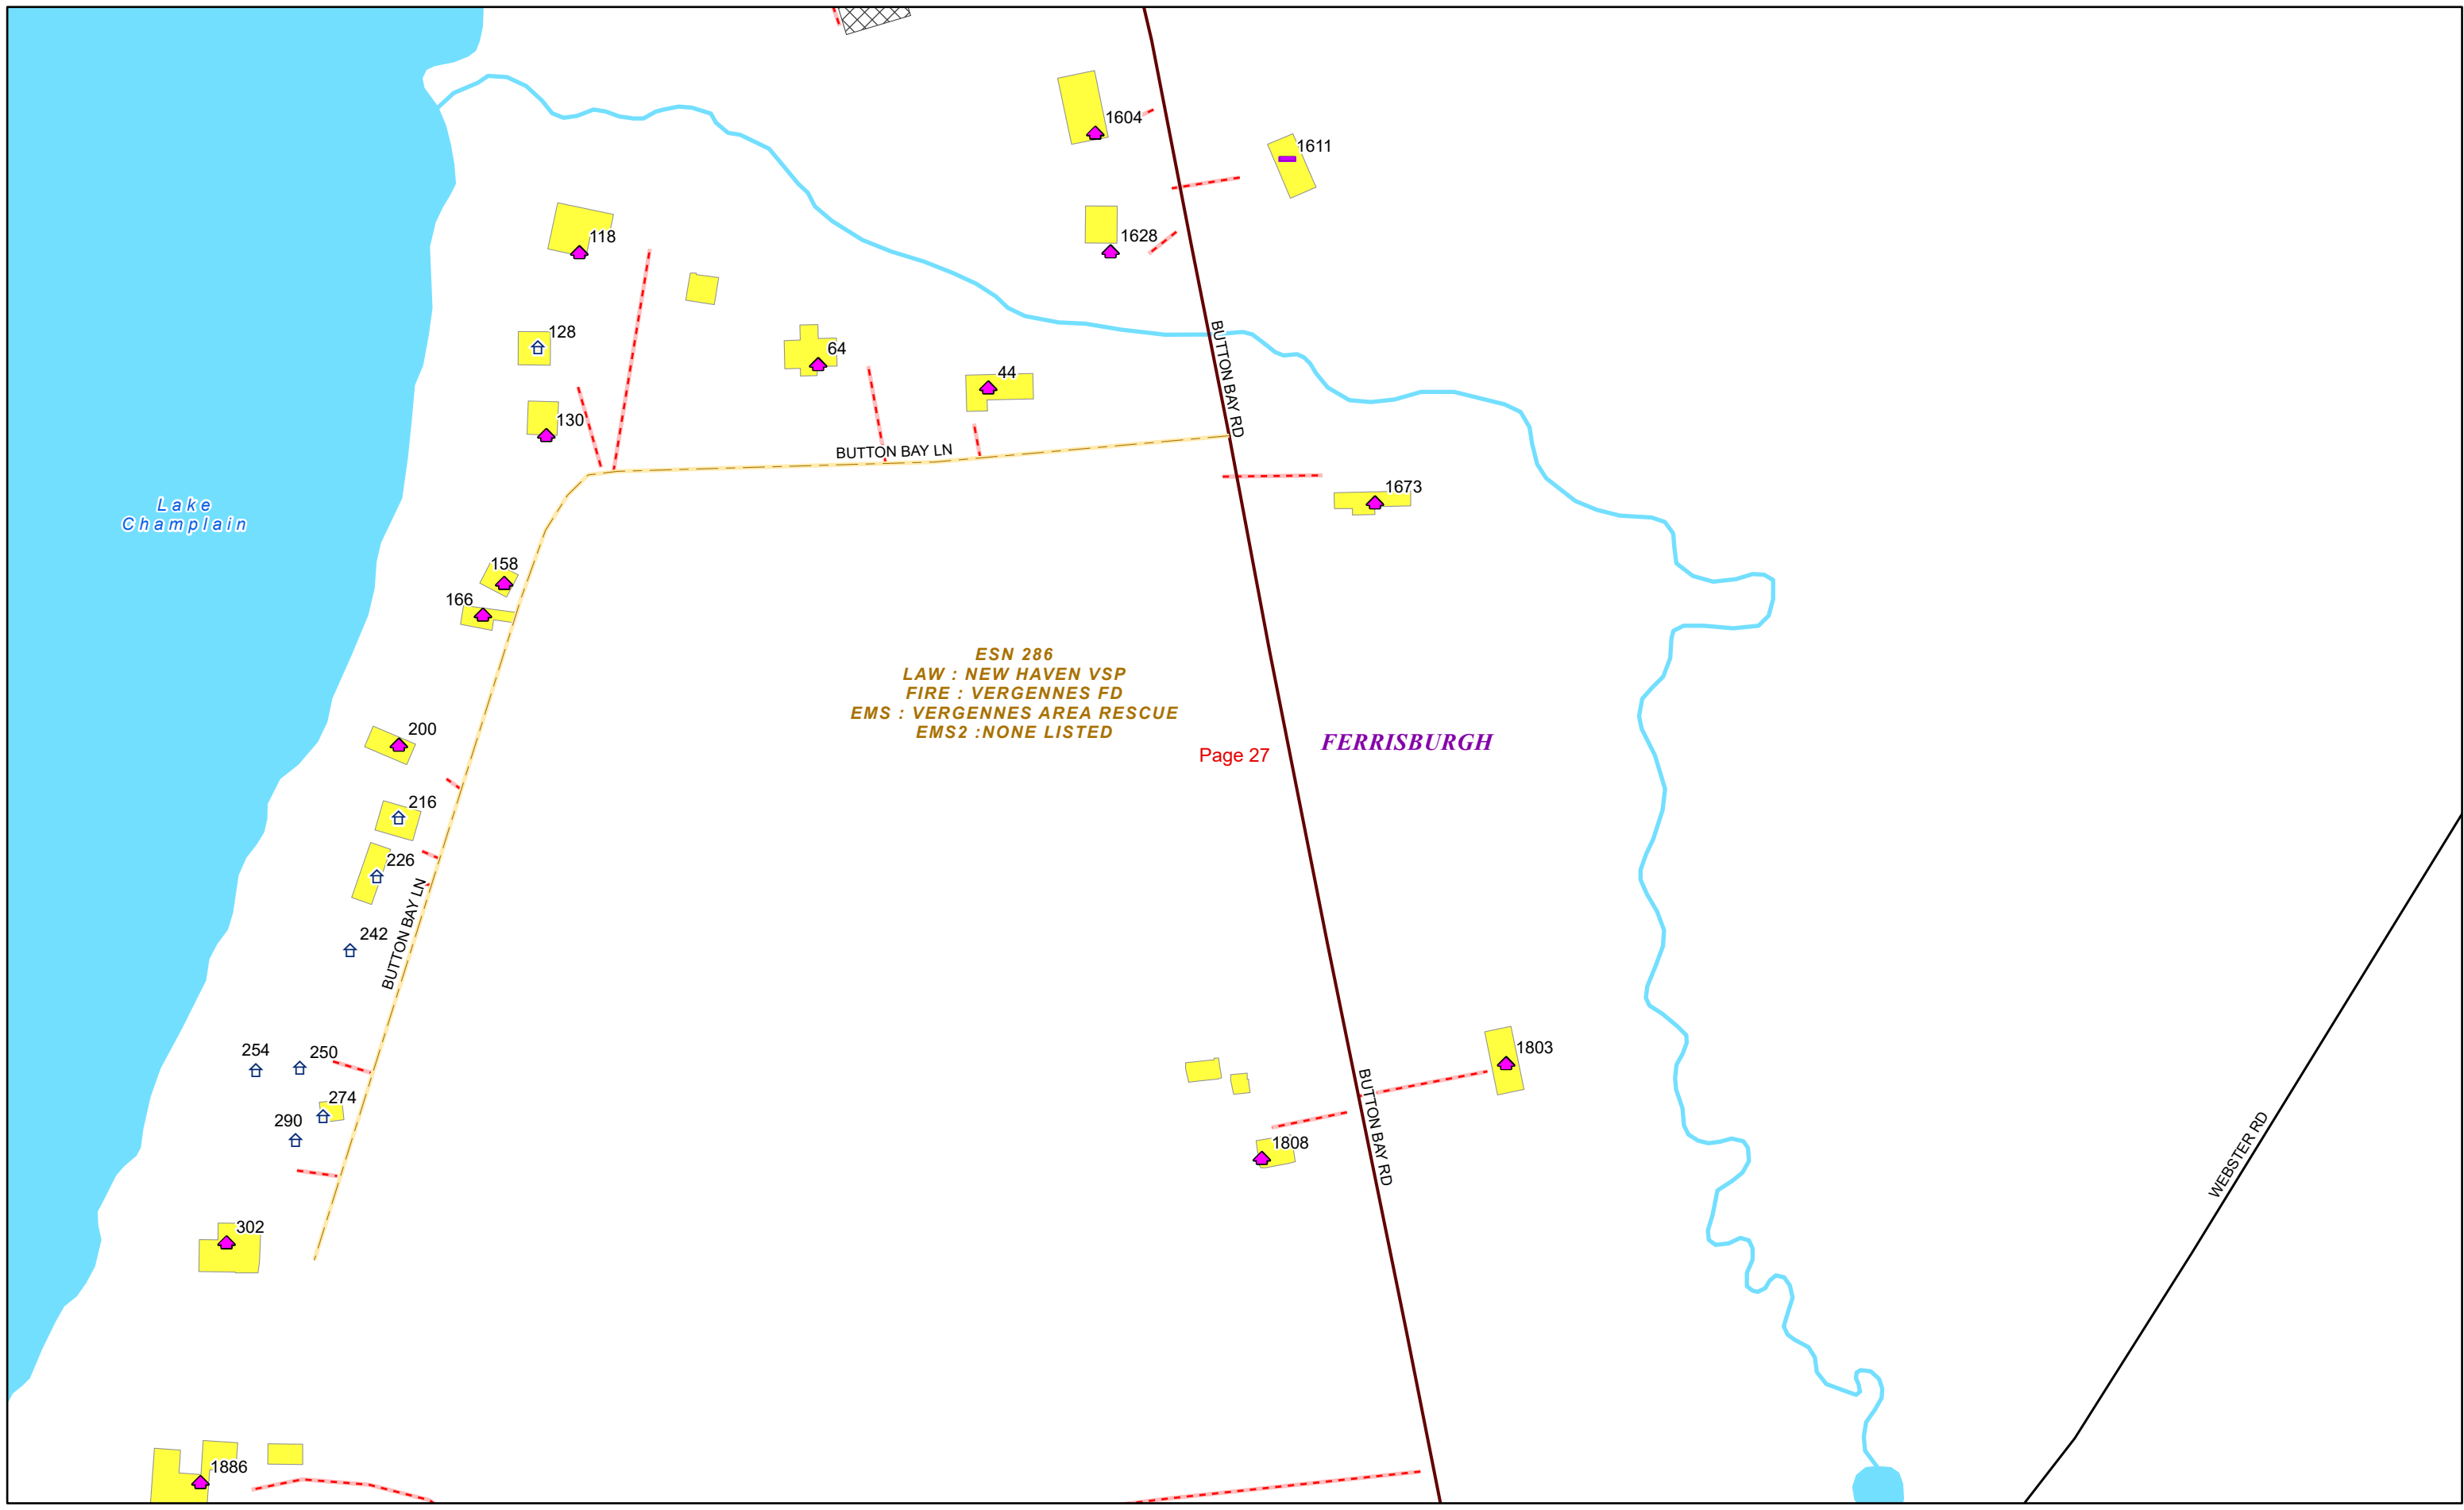 1604
1611
118
1628
BUTTON BAY RD
128
64
44
130
BUTTON BAY LN
1673
Lake
Champlain
158
166
ESN 286
LAW : NEW HAVEN VSP
FIRE : VERGENNES FD
EMS : VERGENNES AREA RESCUE
EMS2 :NONE LISTED
200
FERRISBURGH
Page 27
216
226
BUTTON BAY LN
242
254
250
1803
274
290
BUTTON BAY RD
1808
WEBSTER RD
302
1886